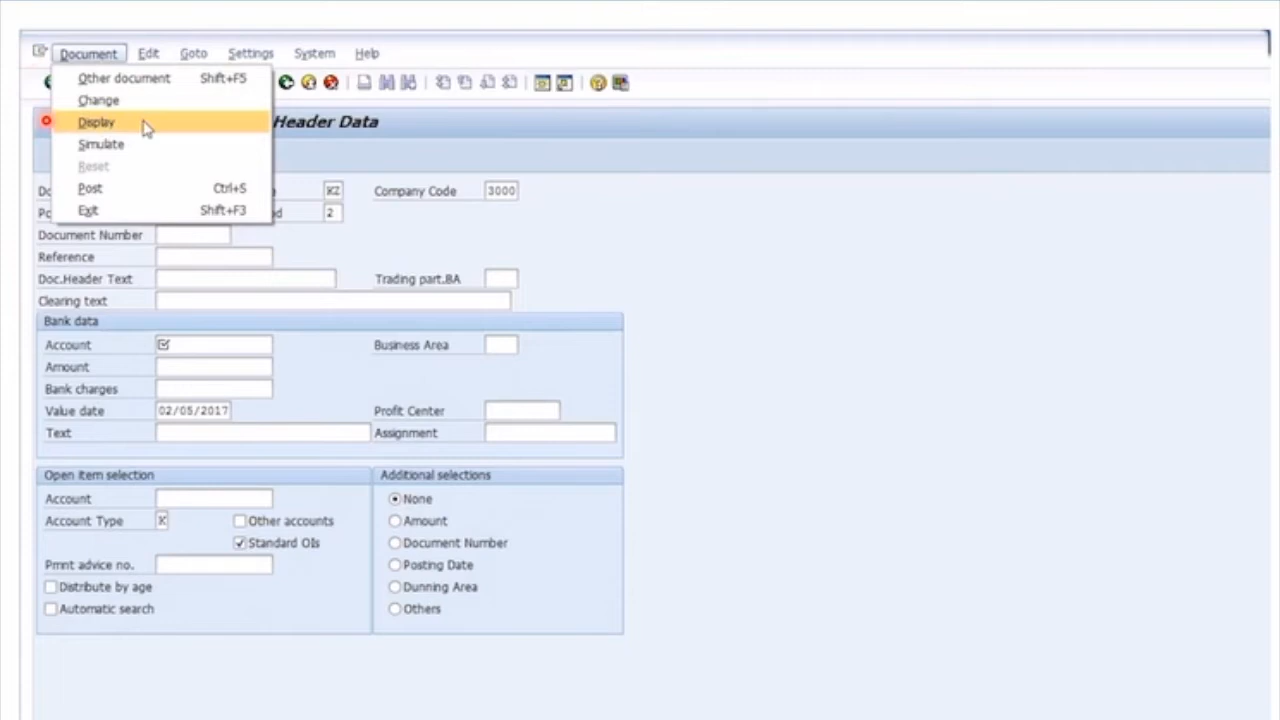 Document Edit Goto Settings System Help
Other document Shift+F5
Change
Display
Header Data
Simulate
Reset
Post Ctrl+S
KZ Company Code 3000
Exit Shift+F3
2
Document Number
Reference
Doc.Header Text Trading part.BA
Clearing text
Bank data
Account Business Area
Amount
Bank charges
Value date 02/05/2017 Profit Center
Text Assignment
Open item selection Additional selections
Account None
Account Type K Other accounts Amount
Standard OIs Document Number
Pmnt advice no. Posting Date
Distribute by age Dunning Area
Automatic search Others